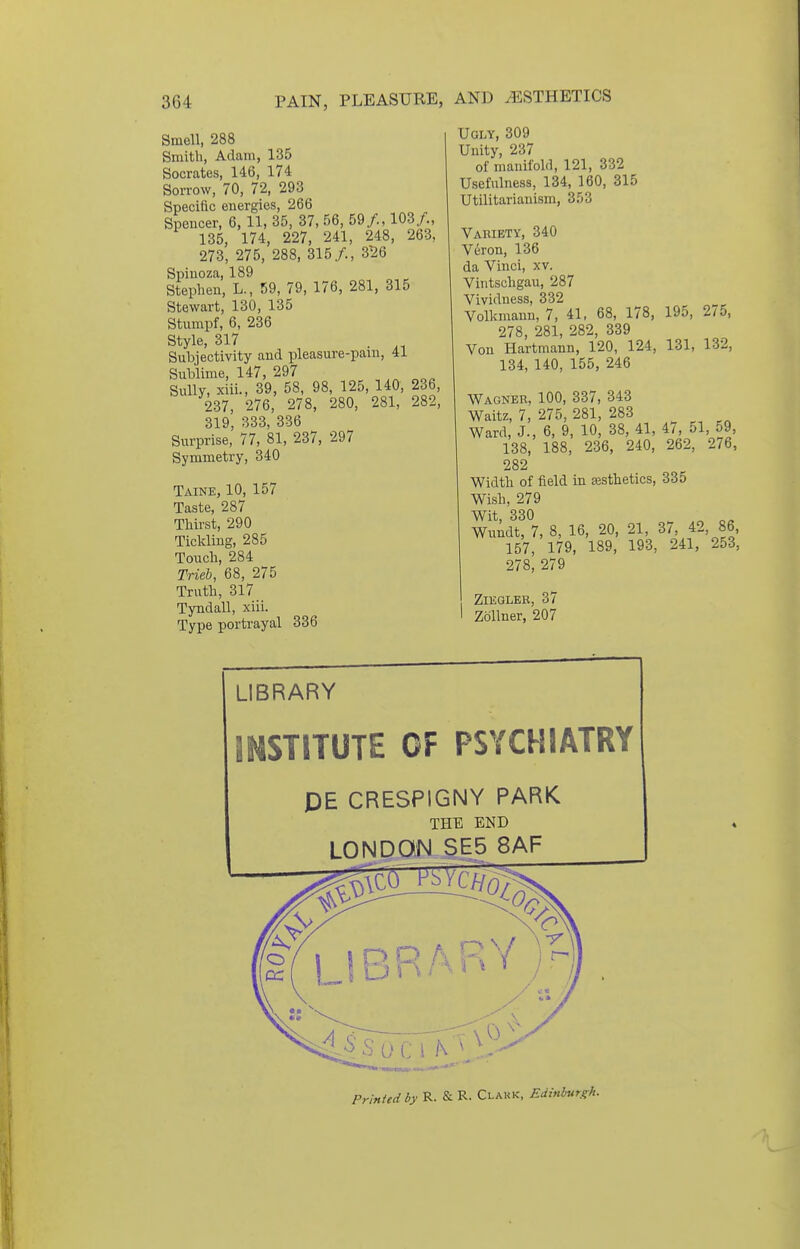 364 PAIN, PLEASURE, AND ÆSTHETICS
Smell, 288
Smith, Adam, 135
Socrates, 146, 174
Sorrow, 70, 72, 293
Specific energies, 266
Spencer, 6, 11, 35, 37, 56, 59 f., 103 f.,
135, 174, 227, 241, 248, 263,
273, 275, 288, 315 f., 326
Spinoza, 189
Stephen, L., 59, 79, 176, 281, 315
Stewart, 130, 135
Stumpf, 6, 236
Style, 317
Subjectivity and pleasure-pain, 41
Sublime, 147, 297
Sully, xiii., 39, 58, 98, 125, 140, 236,
237, 276, 278, 280, 281, 282,
319, 333, 336
Surprise, 77, 81, 237, 297
Symmetry, 340
Taine, 10, 157
Taste, 287
Thirst, 290
Tickling, 285
Touch, 284
Trieb, 68, 275
Truth, 317
Tyndall, xiii.
Type portrayal 336
Ugly, 309
Unity, 237
of manifold, 121, 332
Usefulness, 134, 160, 315
Utilitarianism, 353
Variety, 340
Véron, 136
da Vinci, xv.
Vintschgau, 287
Vividness, 332
Volkmann, 7, 41, 68, 178, 195, 275,
278, 281, 282, 339
Von Hartmann, 120, 124, 131, 132,
134, 140, 155, 246
Wagner, 100, 337, 343
Waitz, 7, 275, 281, 283
Ward, J., 6, 9, 10, 38, 41, 47, 51, 59,
138, 188, 236, 240, 262, 276,
282
Width of field in æsthetics, 335
Wish, 279
Wit, 330
Wundt, 7, 8, 16, 20, 21, 37, 42, 86,
157, 179, 189, 193, 241, 253,
278, 279
Ziegler, 37
Zöllner, 207
LIBRARY
INSTITUTE OF PSYCHIATRY
DE CRESPIGNY PARK
THE END
LONDON SE5 8AF
ROYAL MEDICO PSYCHOLOGICAL
LIBRARY
ASSOCIATION
Printed by R. & R. Clark, Edinburgh.